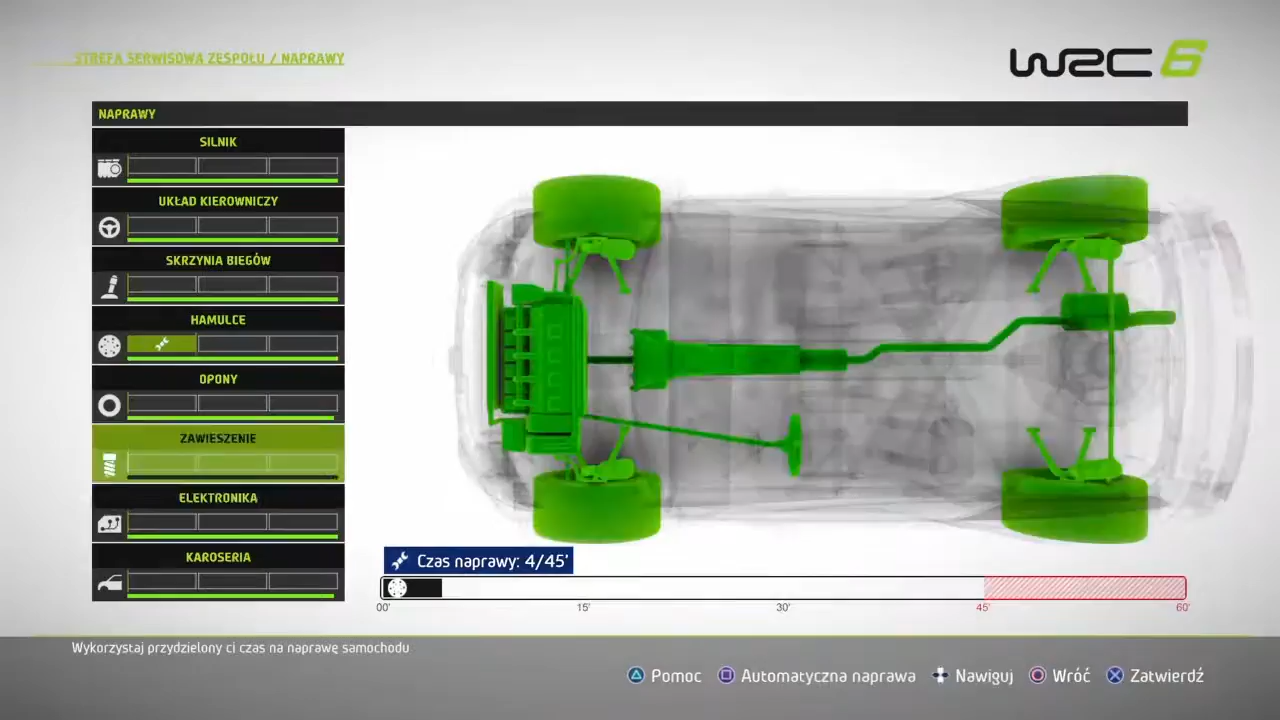 STREFA SERWISOWA ZESPOŁU / NAPRAWY
WRC 6
NAPRAWY
SILNIK
UKŁAD KIEROWNICZY
SKRZYNIA BIEGÓW
HAMULCE
OPONY
ZAWIESZENIE
ELEKTRONIKA
KAROSERIA
Czas naprawy: 4/45'
00' 15' 30' 45' 60'
Wykorzystaj przydzielony ci czas na naprawę samochodu
Pomoc Automatyczna naprawa Nawiguj Wróć Zatwierdź